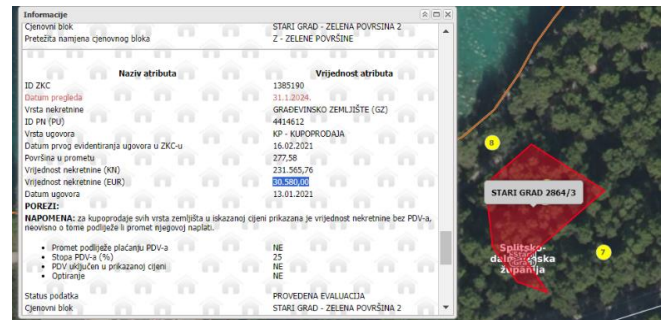 Informacije
Cjenovni blok STARI GRAD - ZELENA POVRŠINA 2
Pretežita namjena cjenovnog bloka Z - ZELENE POVRŠINE
Naziv atributa Vrijednost atributa
ID ZKC 1385190
Datum pregleda 31.1.2024.
Vrsta nekretnine GRAĐEVINSKO ZEMLJIŠTE (GZ)
ID PN (PU) 4414612
Vrsta ugovora KP - KUPOPRODAJA
Datum prvog evidentiranja ugovora u ZKC-u 16.02.2021
Površina u prometu 277,58
Vrijednost nekretnine (KN) 231.565,76
Vrijednost nekretnine (EUR) 30.580,00
Datum ugovora 13.01.2021
POREZI:
NAPOMENA: za kupoprodaje svih vrsta zemljišta u iskazanoj cijeni prikazana je vrijednost nekretnine bez PDV-a,
neovisno o tome podliježe li promet njegovoj naplati.
• Promet podliježe plaćanju PDV-a NE
• Stopa PDV-a (%) 25
• PDV uključen u prikazanoj cijeni NE
• Optiranje NE
Status podatka PROVEDENA EVALUACIJA
Cjenovni blok STARI GRAD - ZELENA POVRŠINA 2
8
STARI GRAD 2864/3
7
Splitsko-
županija